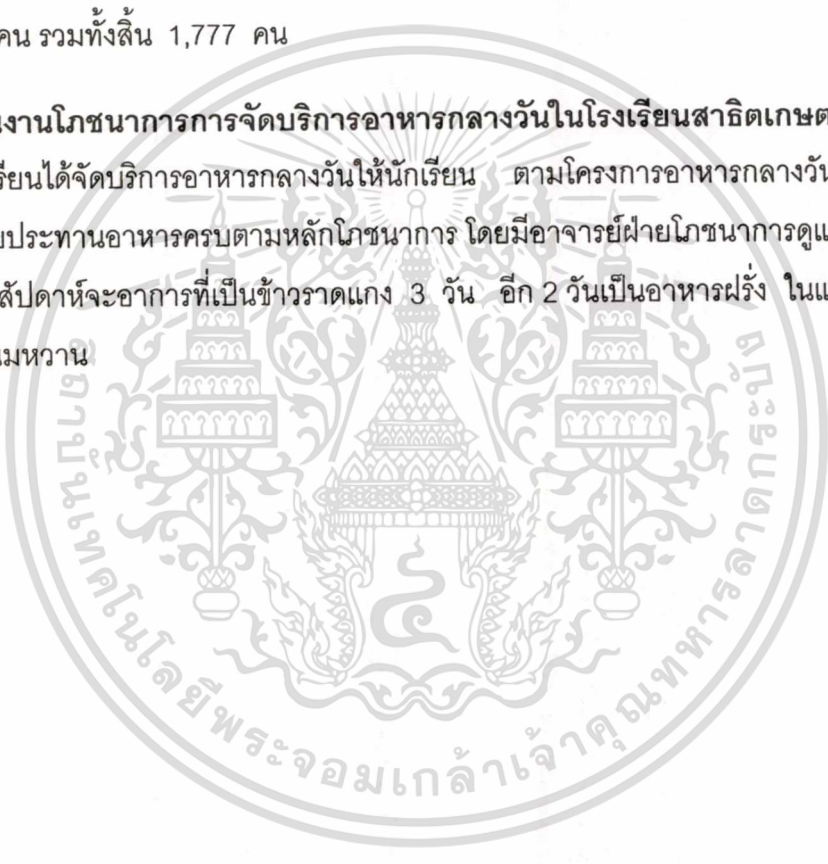 คน รวมทั้งสิ้น 1,777 คน
งานโภชนาการการจัดบริการอาหารกลางวันในโรงเรียนสาธิตเกษต
รียนได้จัดบริการอาหารกลางวันให้นักเรียน ตามโครงการอาหารกลางวัน
ประทานอาหารครบตามหลักโภชนาการ โดยมีอาจารย์ฝ่ายโภชนาการดูแ
สัปดาห์จะอาการที่เป็นข้าวราดแกง 3 วัน อีก 2 วันเป็นอาหารฝรั่ง ในแ
นมหวาน
สถาบันเทคโนโลยีพระจอมเกล้าเจ้าคุณทหารลาดกระบัง